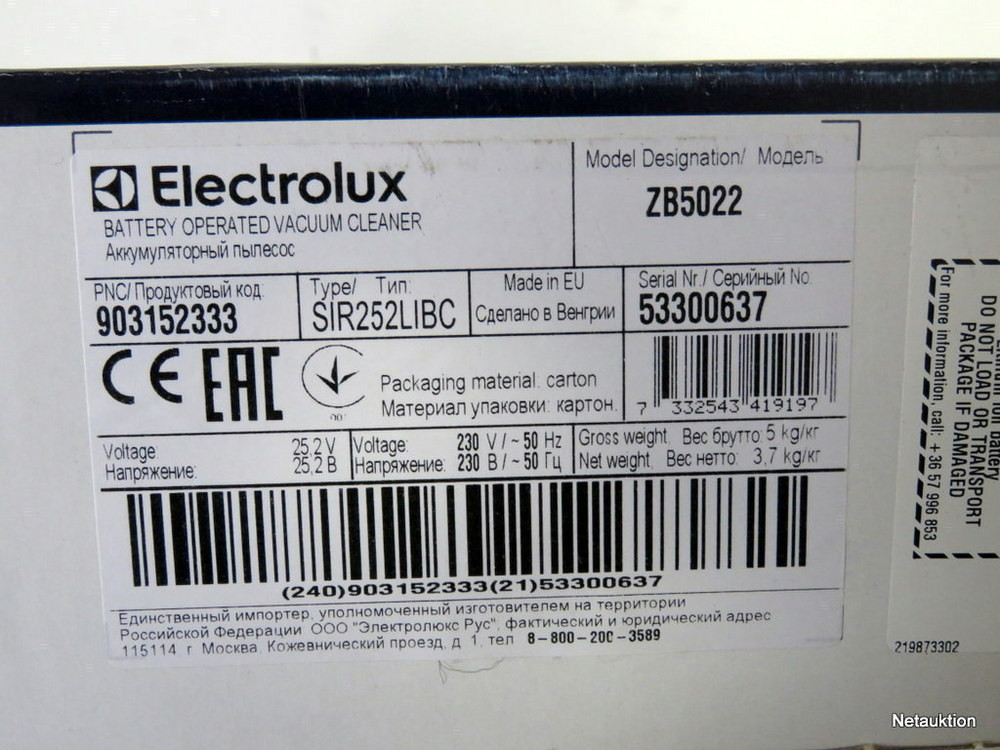 Electrolux
BATTERY OPERATED VACUUM CLEANER
Аккумуляторный пылесос
Model Designation/ Модель
ZB5022
PNC/ Продуктовый код:
903152333
Type/ Тип:
SIR252LIBC
Made in EU
Сделано в Венгрии
Serial Nr./ Серийный No.
53300637
CE EAC
Packaging material: carton
Материал упаковки: картон.
7 332543 419197
Voltage 25.2 V
Напряжение: 25,2 В
Voltage: 230 V / ~ 50 Hz
Напряжение: 230 В / ~ 50 Гц
Gross weight, Вес брутто: 5 kg/кг
Net weight, Вес нетто: 3,7 kg/кг
(240)903152333(21)53300637
Единственный импортер, уполномоченный изготовителем на территории
Российской Федерации ООО "Электролюкс Рус", фактический и юридический адрес
115114 г. Москва, Кожевнический проезд, д 1, тел 8-800-200-3589
DO NOT LOAD OR TRANSPORT
PACKAGE IF DAMAGED
For more information, call: + 36 57 996 853
219873302
Netauktion